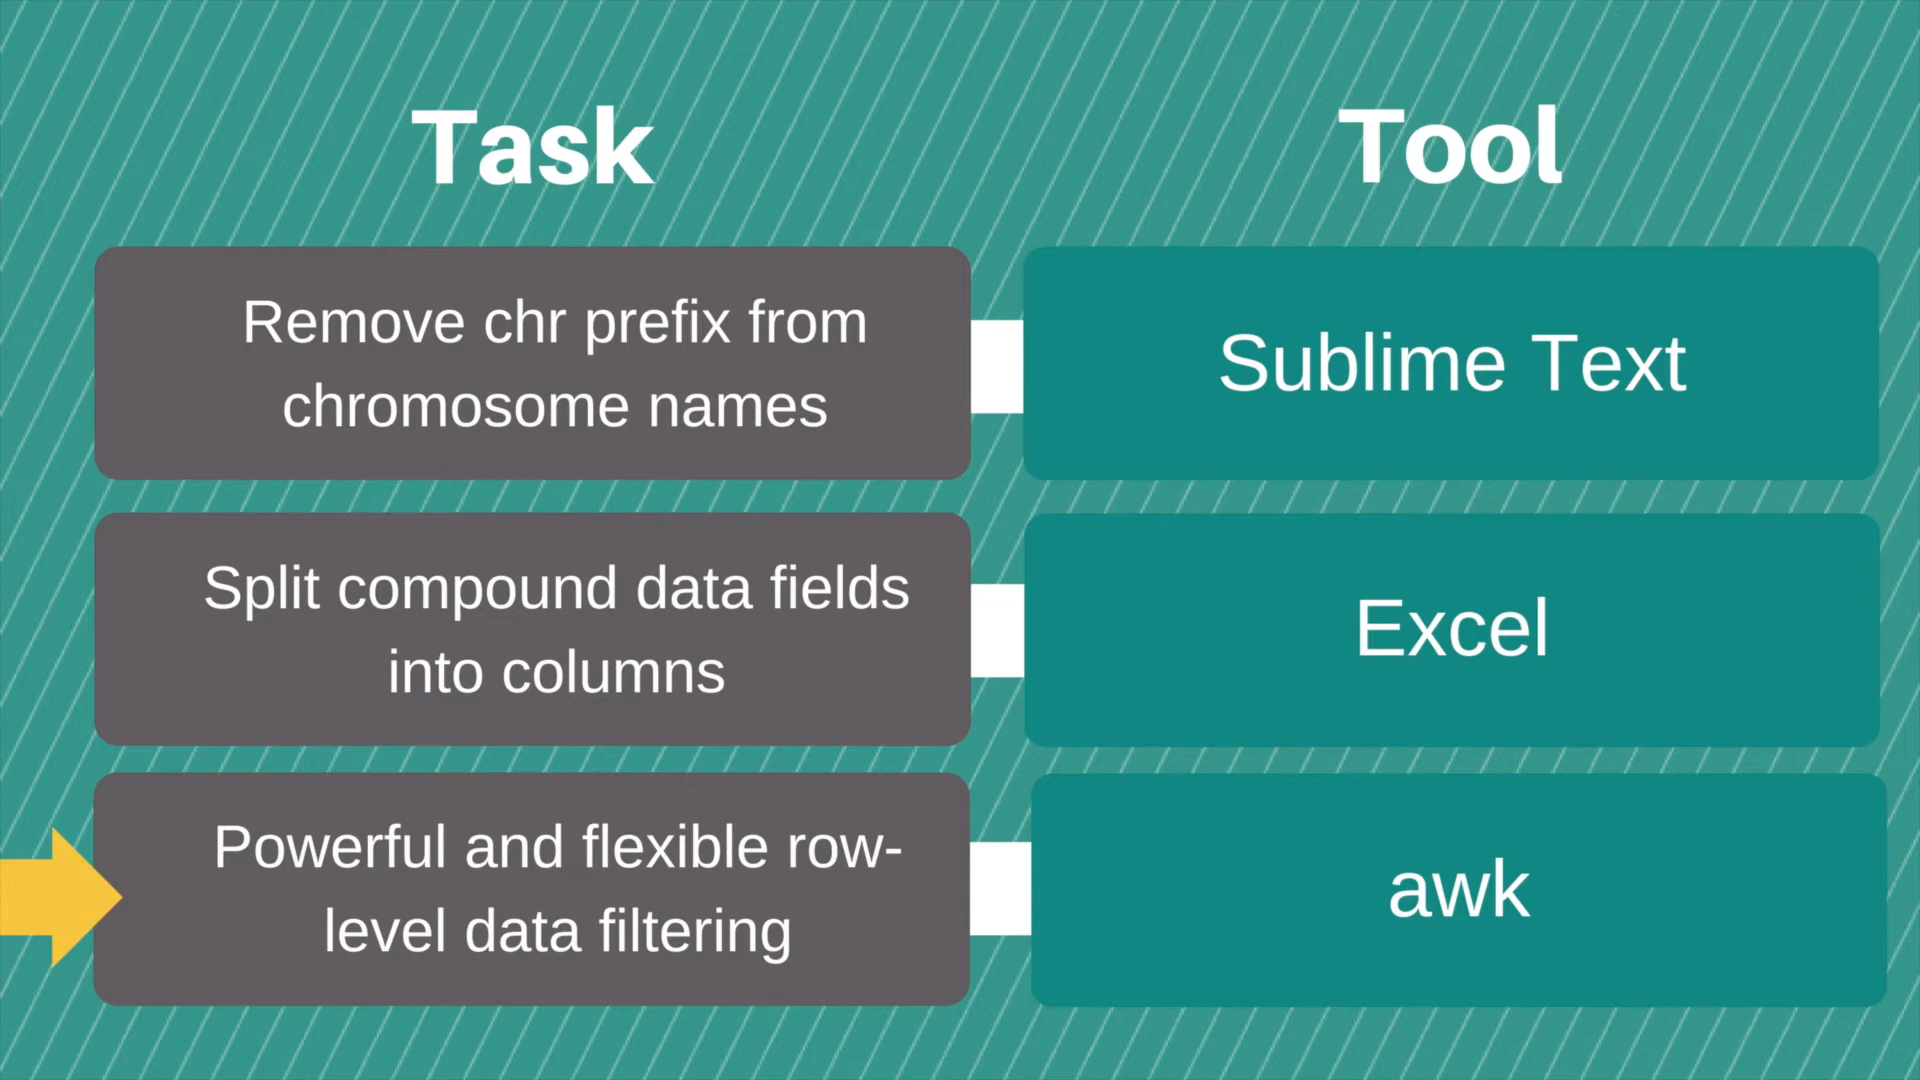 Task
Tool
Remove chr prefix from
chromosome names
Sublime Text
Split compound data fields
into columns
Excel
Powerful and flexible row-
level data filtering
awk